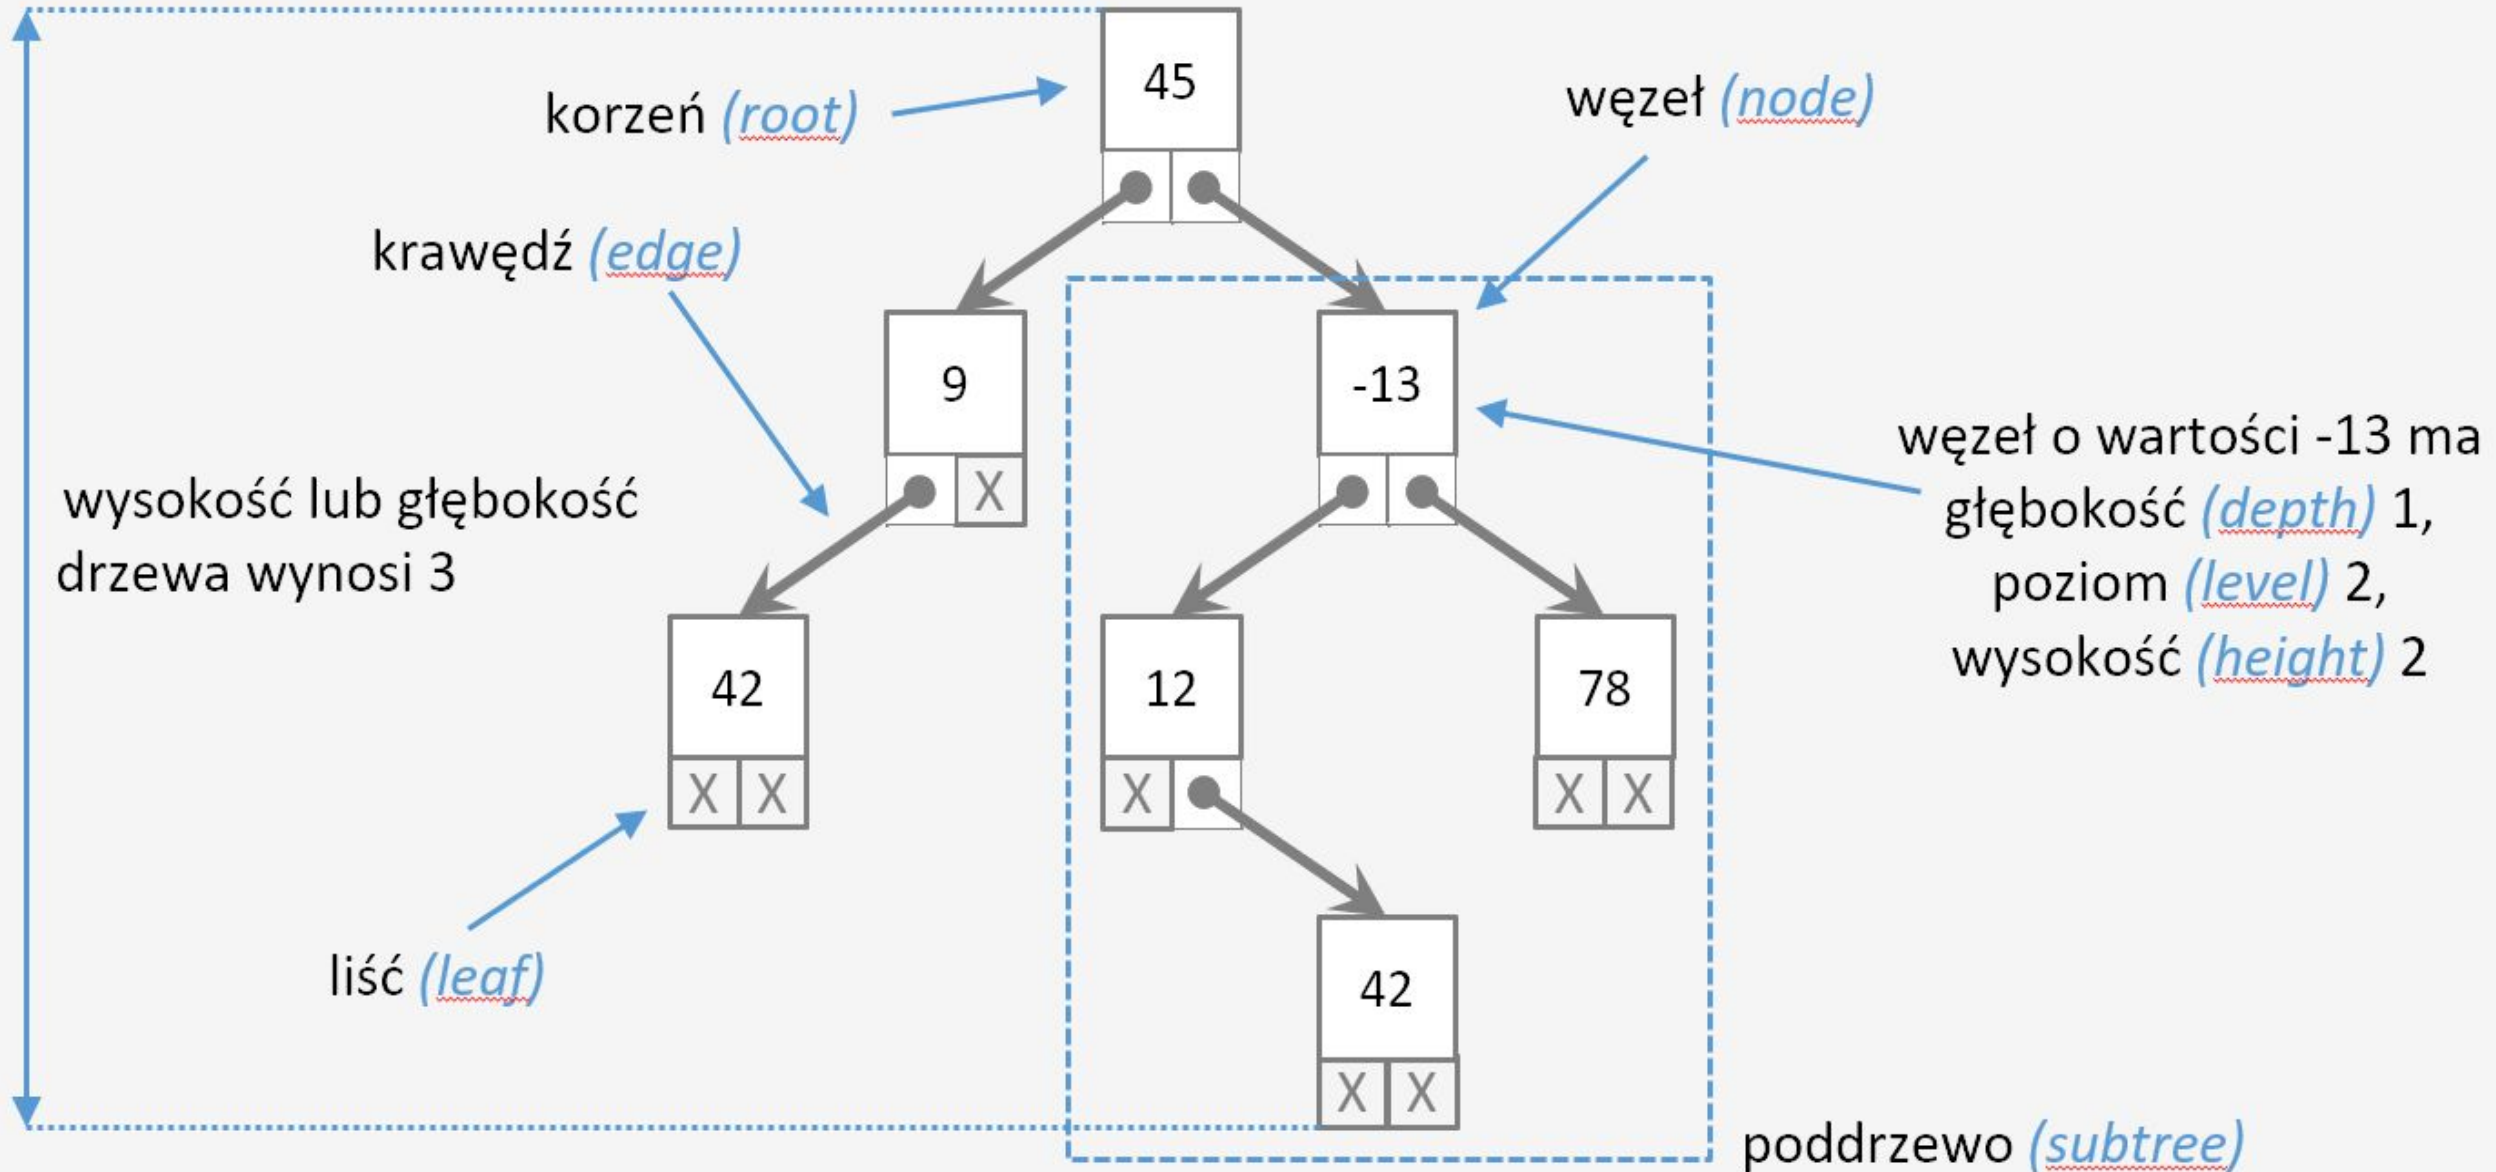 45
korzeń (root)
węzeł (node)
krawędź (edge)
9
X
-13
węzeł o wartości -13 ma
głębokość (depth) 1,
poziom (level) 2,
wysokość (height) 2
wysokość lub głębokość
drzewa wynosi 3
42
X X
12
X
78
X X
liść (leaf)
42
X X
poddrzewo (subtree)